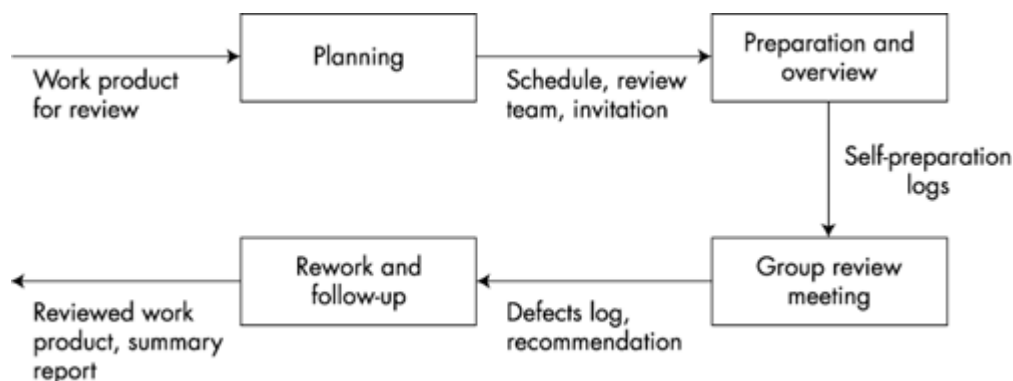 Work product
for review
Planning
Schedule, review
team, invitation
Preparation and
overview
Self-preparation
logs
Group review
meeting
Defects log,
recommendation
Rework and
follow-up
Reviewed work
product, summary
report